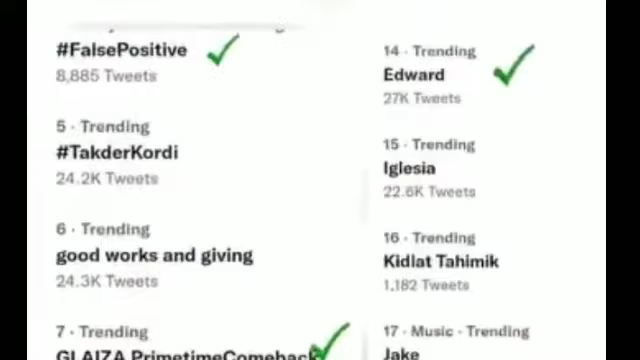 #FalsePositive
8,885 Tweets
5 · Trending
#TakderKordi
24.2K Tweets
6 · Trending
good works and giving
24.3K Tweets
7 · Trending
GLAIZA PrimetimeComeback
14 · Trending
Edward
27K Tweets
15 · Trending
Iglesia
22.6K Tweets
16 · Trending
Kidlat Tahimik
1,182 Tweets
17 · Music · Trending
Jake